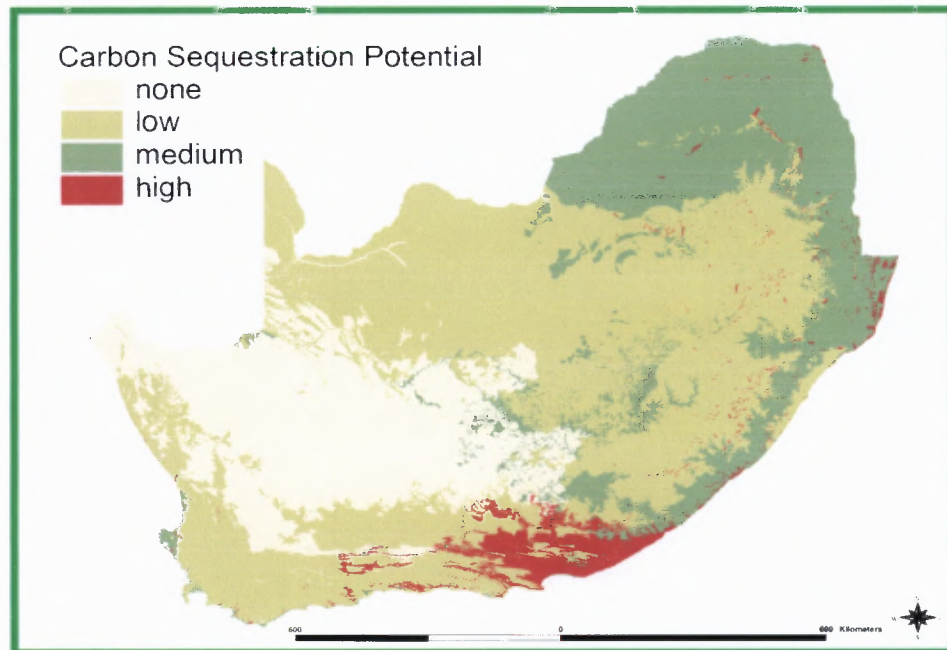 Carbon Sequestration Potential
none
low
medium
high
600 0 600 Kilometers